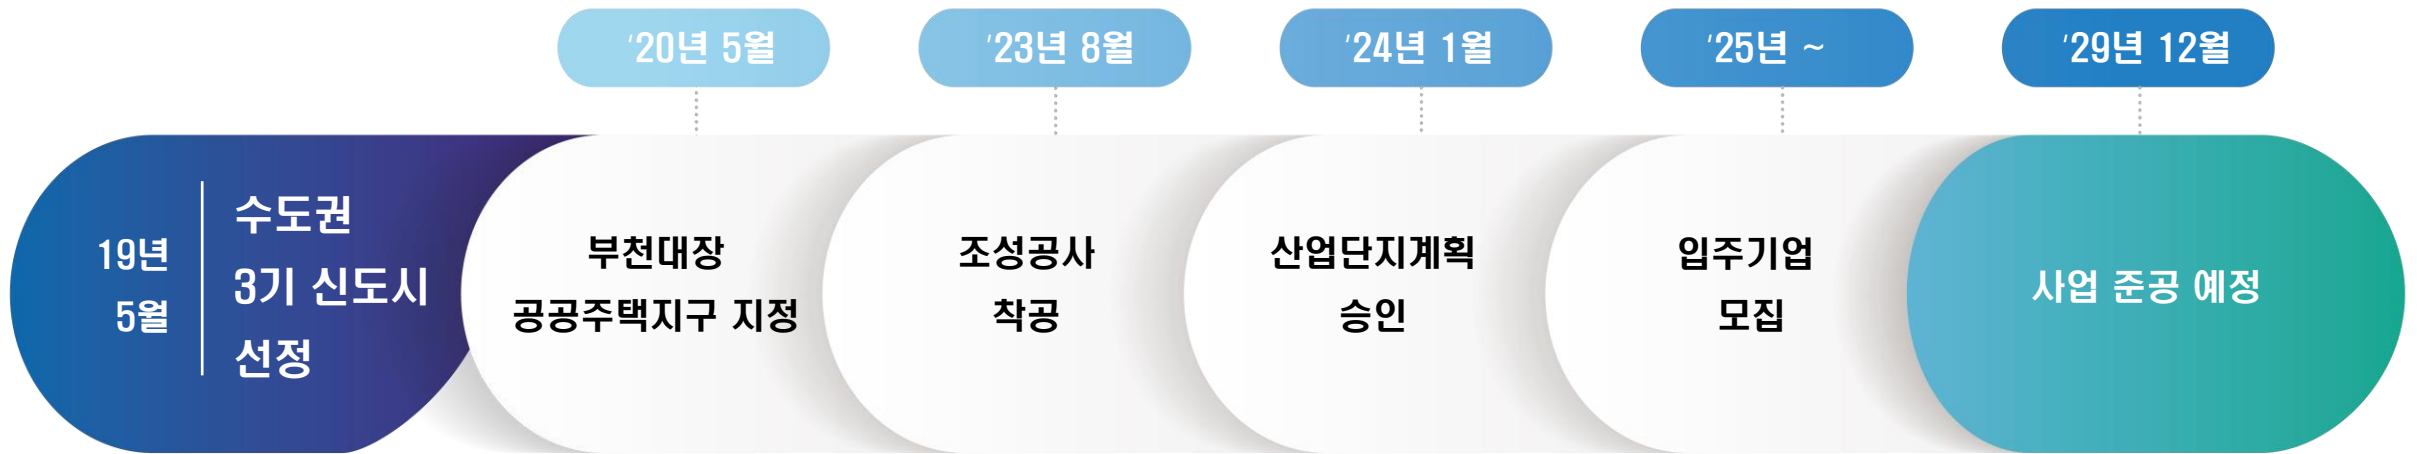 19년
5월
수도권
3기 신도시
선정
'20년 5월
부천대장
공공주택지구 지정
'23년 8월
조성공사
착공
'24년 1월
산업단지계획
승인
'25년 ~
입주기업
모집
'29년 12월
사업 준공 예정